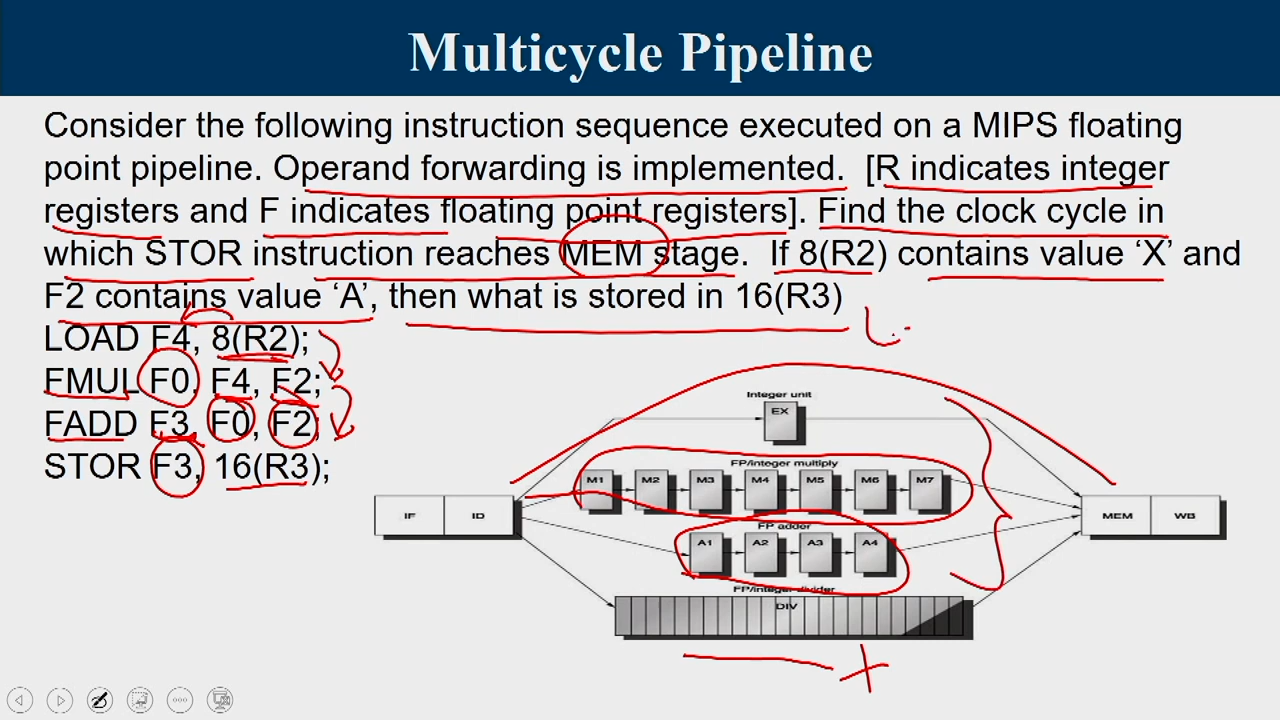 Multicycle Pipeline
Consider the following instruction sequence executed on a MIPS floating
point pipeline. Operand forwarding is implemented. [R indicates integer
registers and F indicates floating point registers]. Find the clock cycle in
which STOR instruction reaches MEM stage. If 8(R2) contains value ‘X’ and
F2 contains value ‘A’, then what is stored in 16(R3)
LOAD F4, 8(R2);
FMUL F0, F4, F2;
FADD F3, F0, F2;
STOR F3, 16(R3);
Integer unit
EX
FP/integer multiply
M1 M2 M3 M4 M5 M6 M7
IF ID MEM WB
FP adder
A1 A2 A3 A4
FP/integer divider
DIV